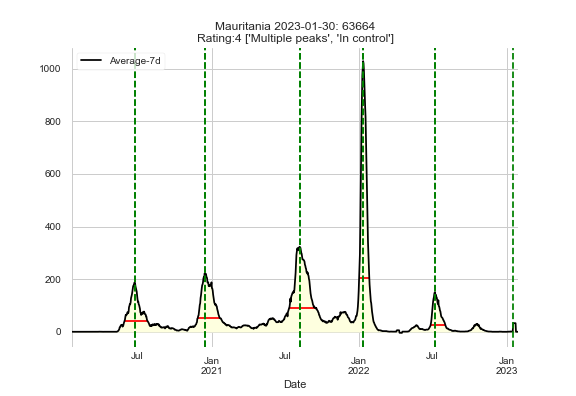 Mauritania 2023-01-30: 63664
Rating:4 ['Multiple peaks', 'In control']
Average-7d
1000
800
600
400
200
0
Jul
Jan
2021
Jul
Jan
2022
Jul
Jan
2023
Date